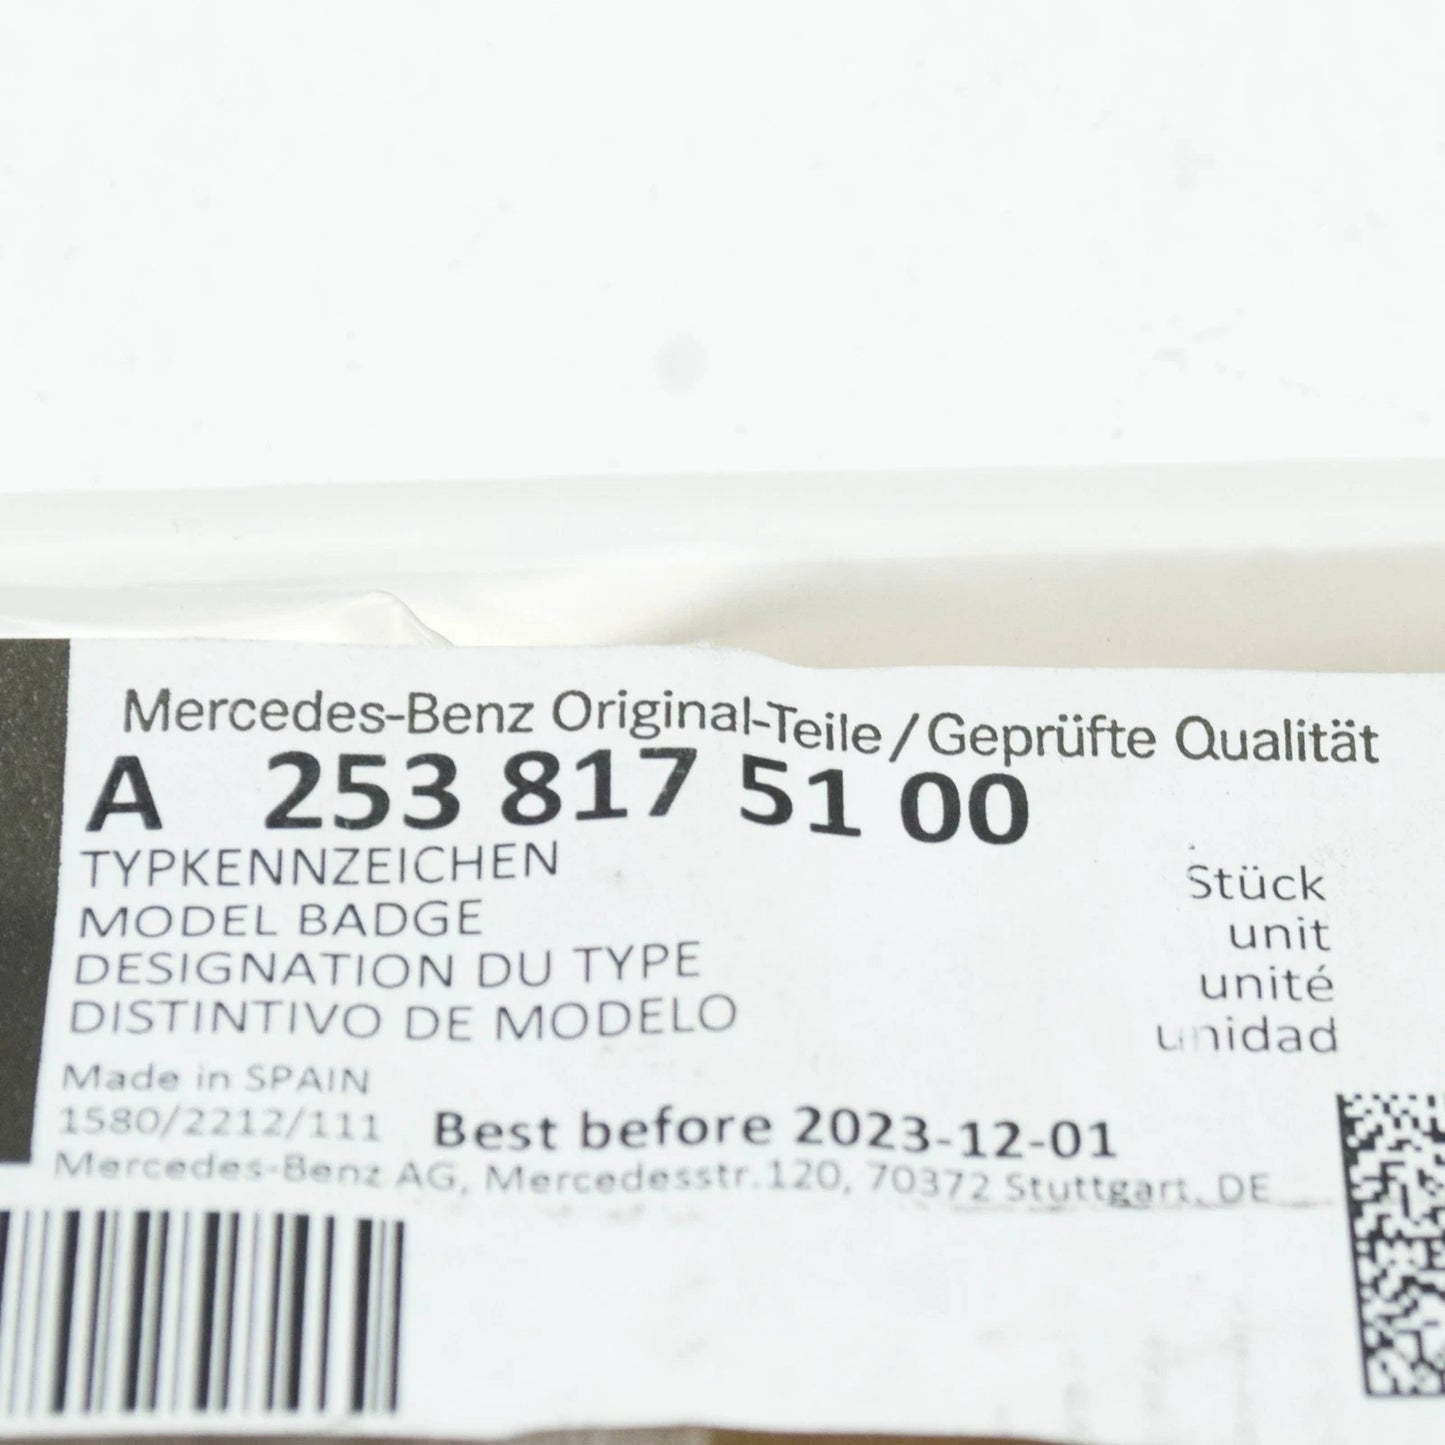 Mercedes-Benz Original-Teile / Geprüfte Qualität
A 253 817 51 00
TYPKENNZEICHEN
MODEL BADGE
DESIGNATION DU TYPE
DISTINTIVO DE MODELO
Stück
unit
unité
unidad
Made in SPAIN
1580/2212/111 Best before 2023-12-01
Mercedes-Benz AG, Mercedesstr.120, 70372 Stuttgart, DE